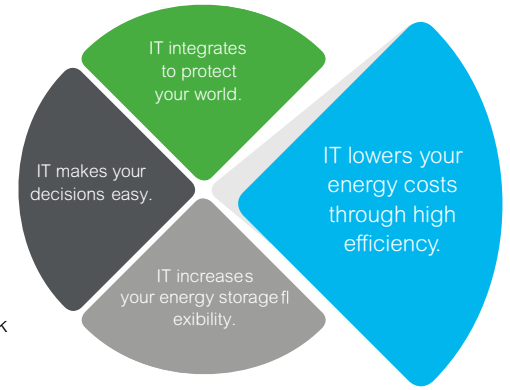 IT integrates
to protect
your world.
IT makes your
decisions easy.
IT lowers your
energy costs
through high
efficiency.
IT increases
your energy storage fl
exibility.
k